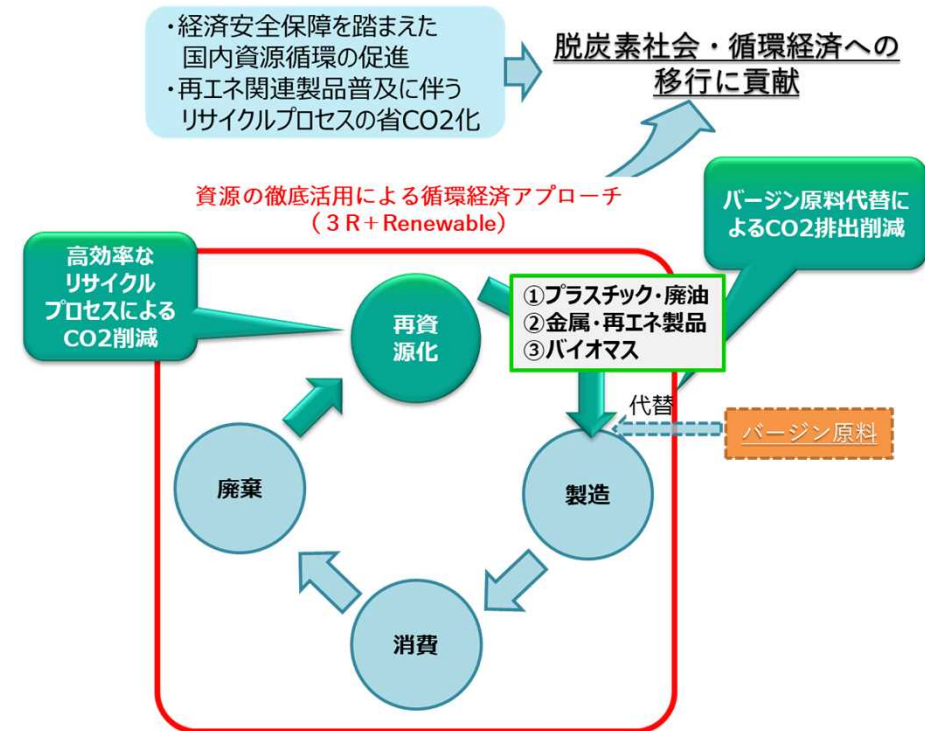 ・経済安全保障を踏まえた
国内資源循環の促進
・再エネ関連製品普及に伴う
リサイクルプロセスの省CO2化
脱炭素社会・循環経済への
移行に貢献
資源の徹底活用による循環経済アプローチ
（３R＋Renewable）
バージン原料代替に
よるCO2排出削減
高効率な
リサイクル
プロセスによる
CO2削減
再資
源化
①プラスチック・廃油
②金属・再エネ製品
③バイオマス
代替
バージン原料
廃棄
製造
消費